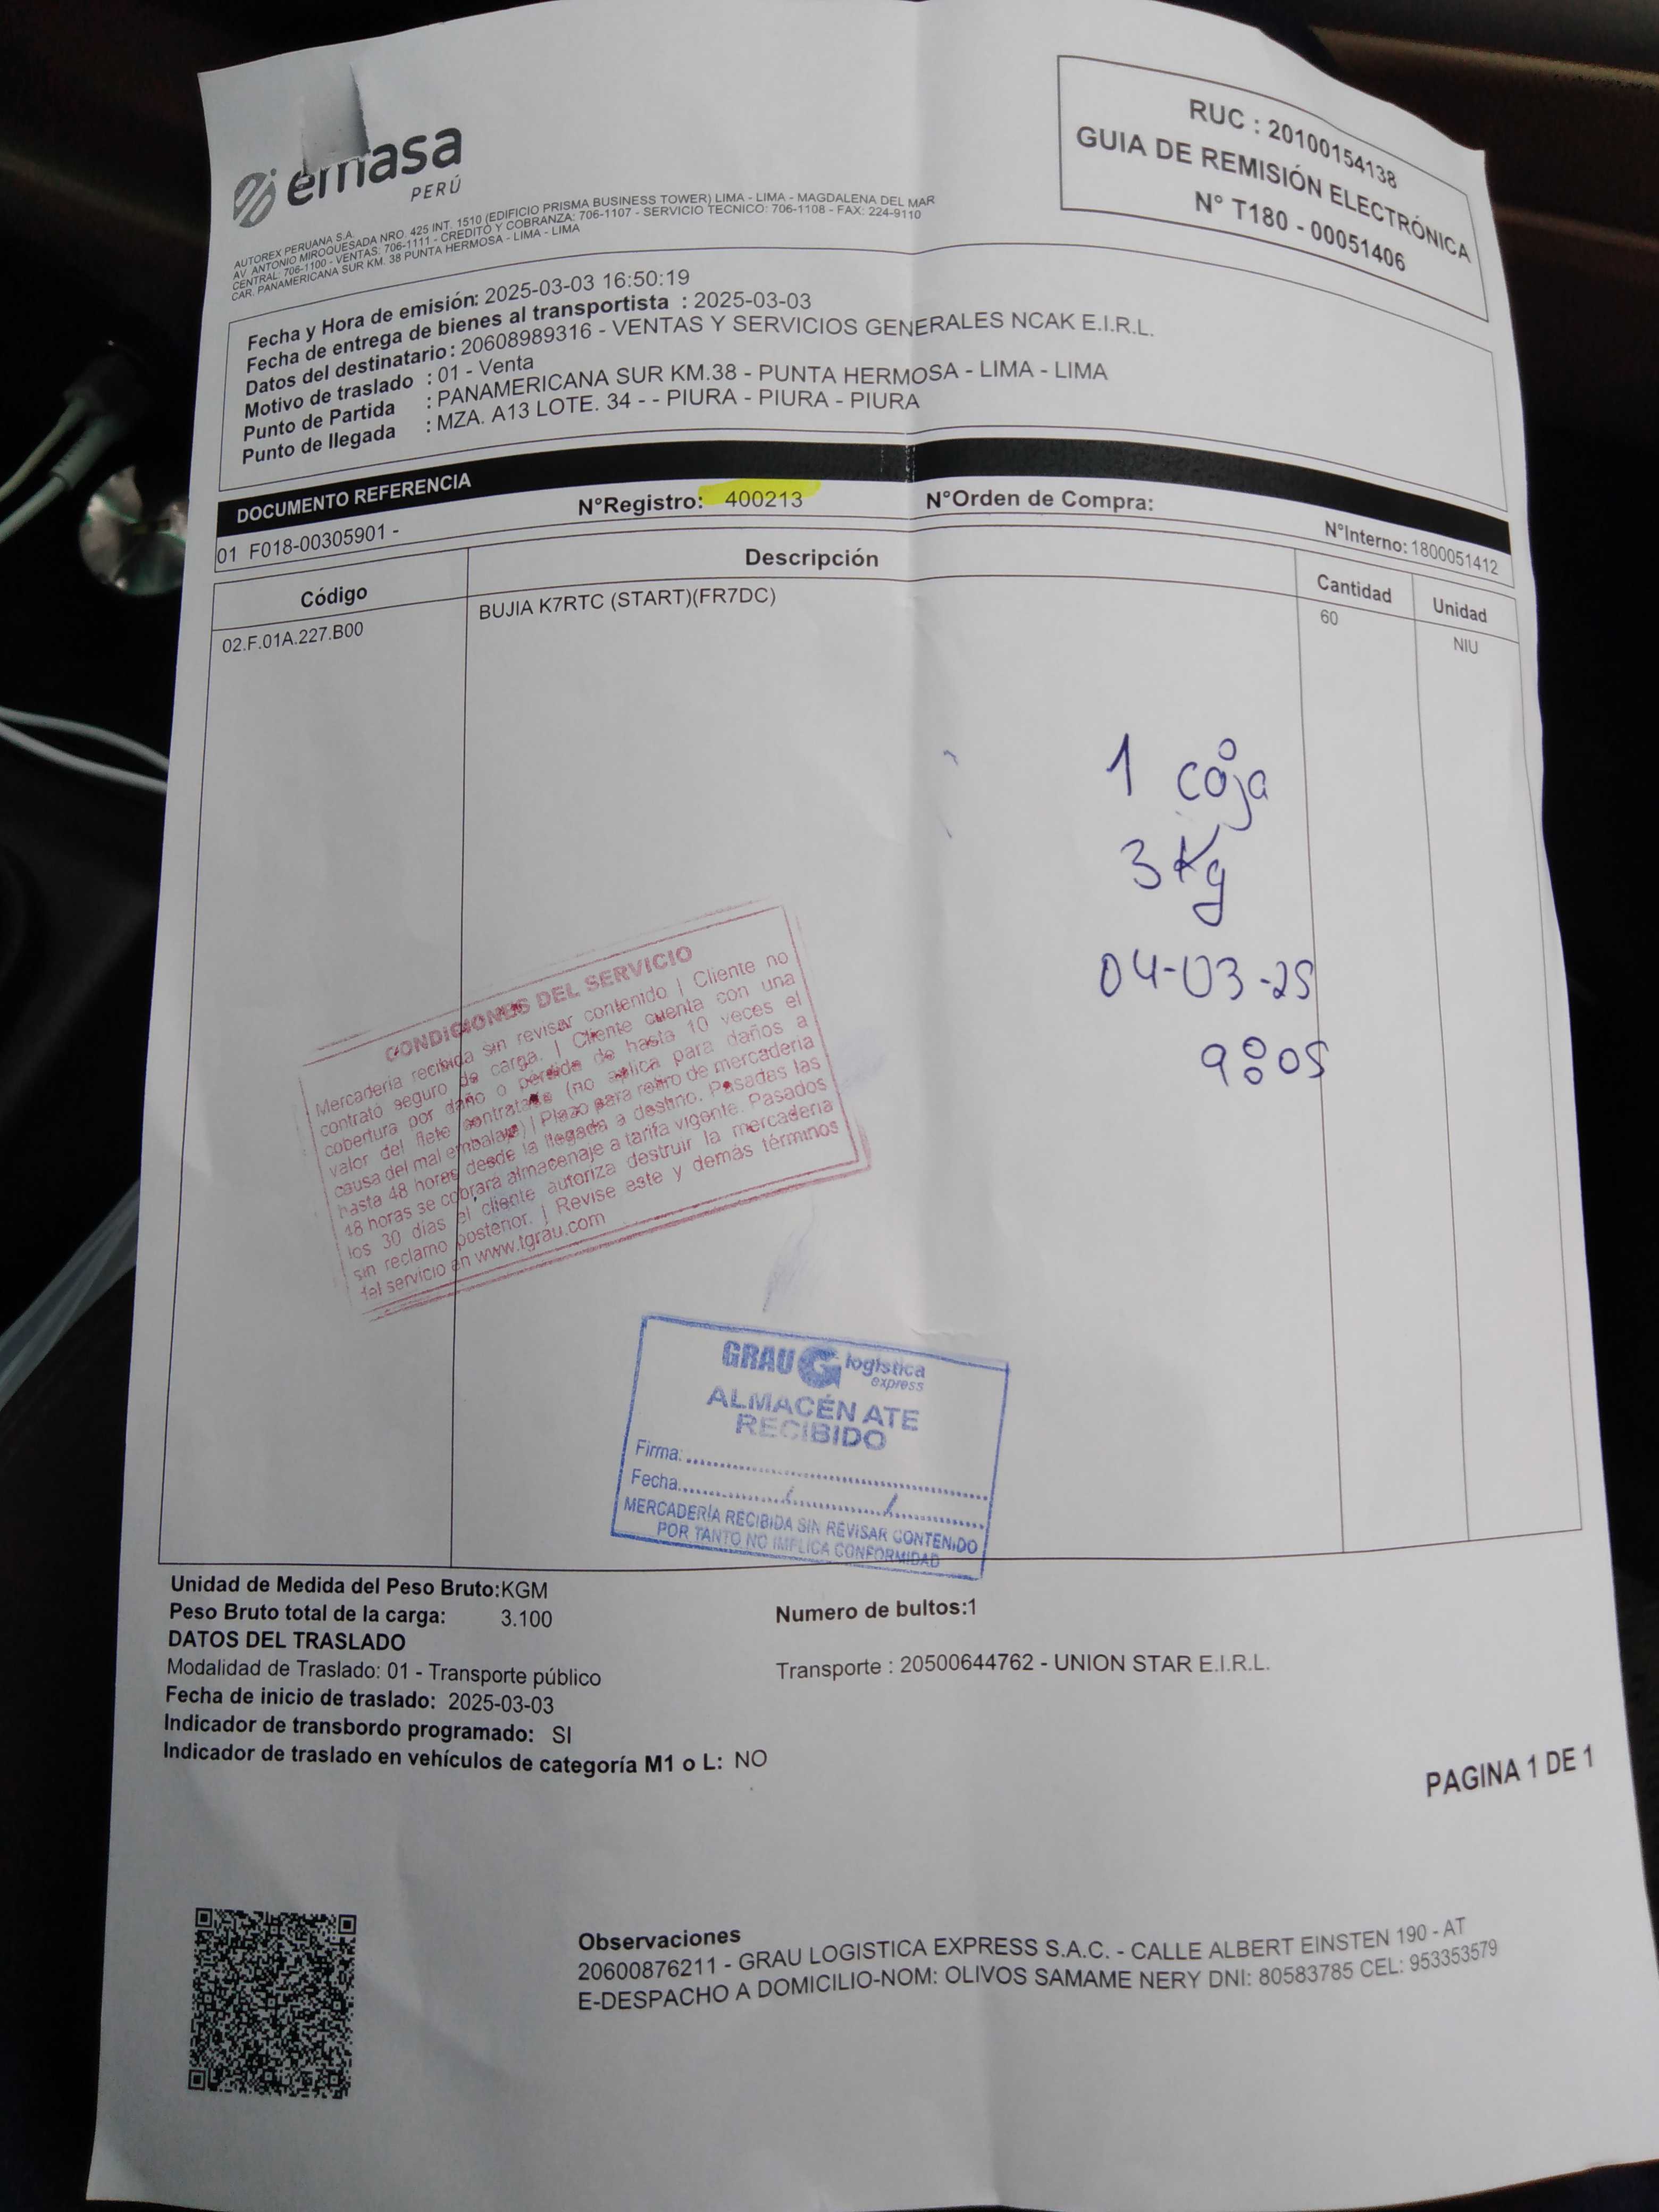 emasa
PERÚ
RUC : 20100154138
GUIA DE REMISIÓN ELECTRÓNICA
N° T180 - 00051406
AUTOREX PERUANA S.A.
AV. ANTONIO MIROQUESADA NRO. 425 INT. 1510 (EDIFICIO PRISMA BUSINESS TOWER) LIMA - LIMA - MAGDALENA DEL MAR
CENTRAL: 706-1100 - VENTAS: 706-1111 - CREDITO Y COBRANZA: 706-1107 - SERVICIO TECNICO: 706-1108 - FAX: 224-9110
CAR. PANAMERICANA SUR KM. 38 PUNTA HERMOSA - LIMA - LIMA
Fecha y Hora de emisión: 2025-03-03 16:50:19
Fecha de entrega de bienes al transportista : 2025-03-03
Datos del destinatario : 20608989316 - VENTAS Y SERVICIOS GENERALES NCAK E.I.R.L.
Motivo de traslado : 01 - Venta
Punto de Partida : PANAMERICANA SUR KM.38 - PUNTA HERMOSA - LIMA - LIMA
Punto de llegada : MZA. A13 LOTE. 34 - - PIURA - PIURA - PIURA
DOCUMENTO REFERENCIA
01 F018-00305901 - N°Registro: 400213 N°Orden de Compra: N°Interno: 1800051412
Código Descripción Cantidad Unidad
02.F.01A.227.B00 BUJIA K7RTC (START)(FR7DC) 60 NIU
1 caja
3 Kg
04-03-25
9:05
CONDICIONES DEL SERVICIO
Mercadería recibida sin revisar contenido | Cliente no
contrató seguro de carga. | Cliente cuenta con una
cobertura por daño o pérdida de hasta 10 veces el
valor del flete contratado (no aplica para daños a
causa del mal embalaje) | Plazo para retiro de mercadería
hasta 48 horas desde la llegada a destino. Pasadas las
48 horas se cobrará almacenaje a tarifa vigente. Pasados
los 30 días el cliente autoriza destruir la mercadería
sin reclamo posterior. | Revise este y demás términos
del servicio en www.tgrau.com
GRAU G logística
express
ALMACÉN ATE
RECIBIDO
Firma:
Fecha / /
MERCADERÍA RECIBIDA SIN REVISAR CONTENIDO
POR TANTO NO IMPLICA CONFORMIDAD
Unidad de Medida del Peso Bruto:KGM
Peso Bruto total de la carga: 3.100 Numero de bultos:1
DATOS DEL TRASLADO
Modalidad de Traslado: 01 - Transporte público Transporte : 20500644762 - UNION STAR E.I.R.L.
Fecha de inicio de traslado: 2025-03-03
Indicador de transbordo programado: SI
Indicador de traslado en vehículos de categoría M1 o L: NO
PAGINA 1 DE 1
Observaciones
20600876211 - GRAU LOGISTICA EXPRESS S.A.C. - CALLE ALBERT EINSTEN 190 - AT
E-DESPACHO A DOMICILIO-NOM: OLIVOS SAMAME NERY DNI: 80583785 CEL: 953353579